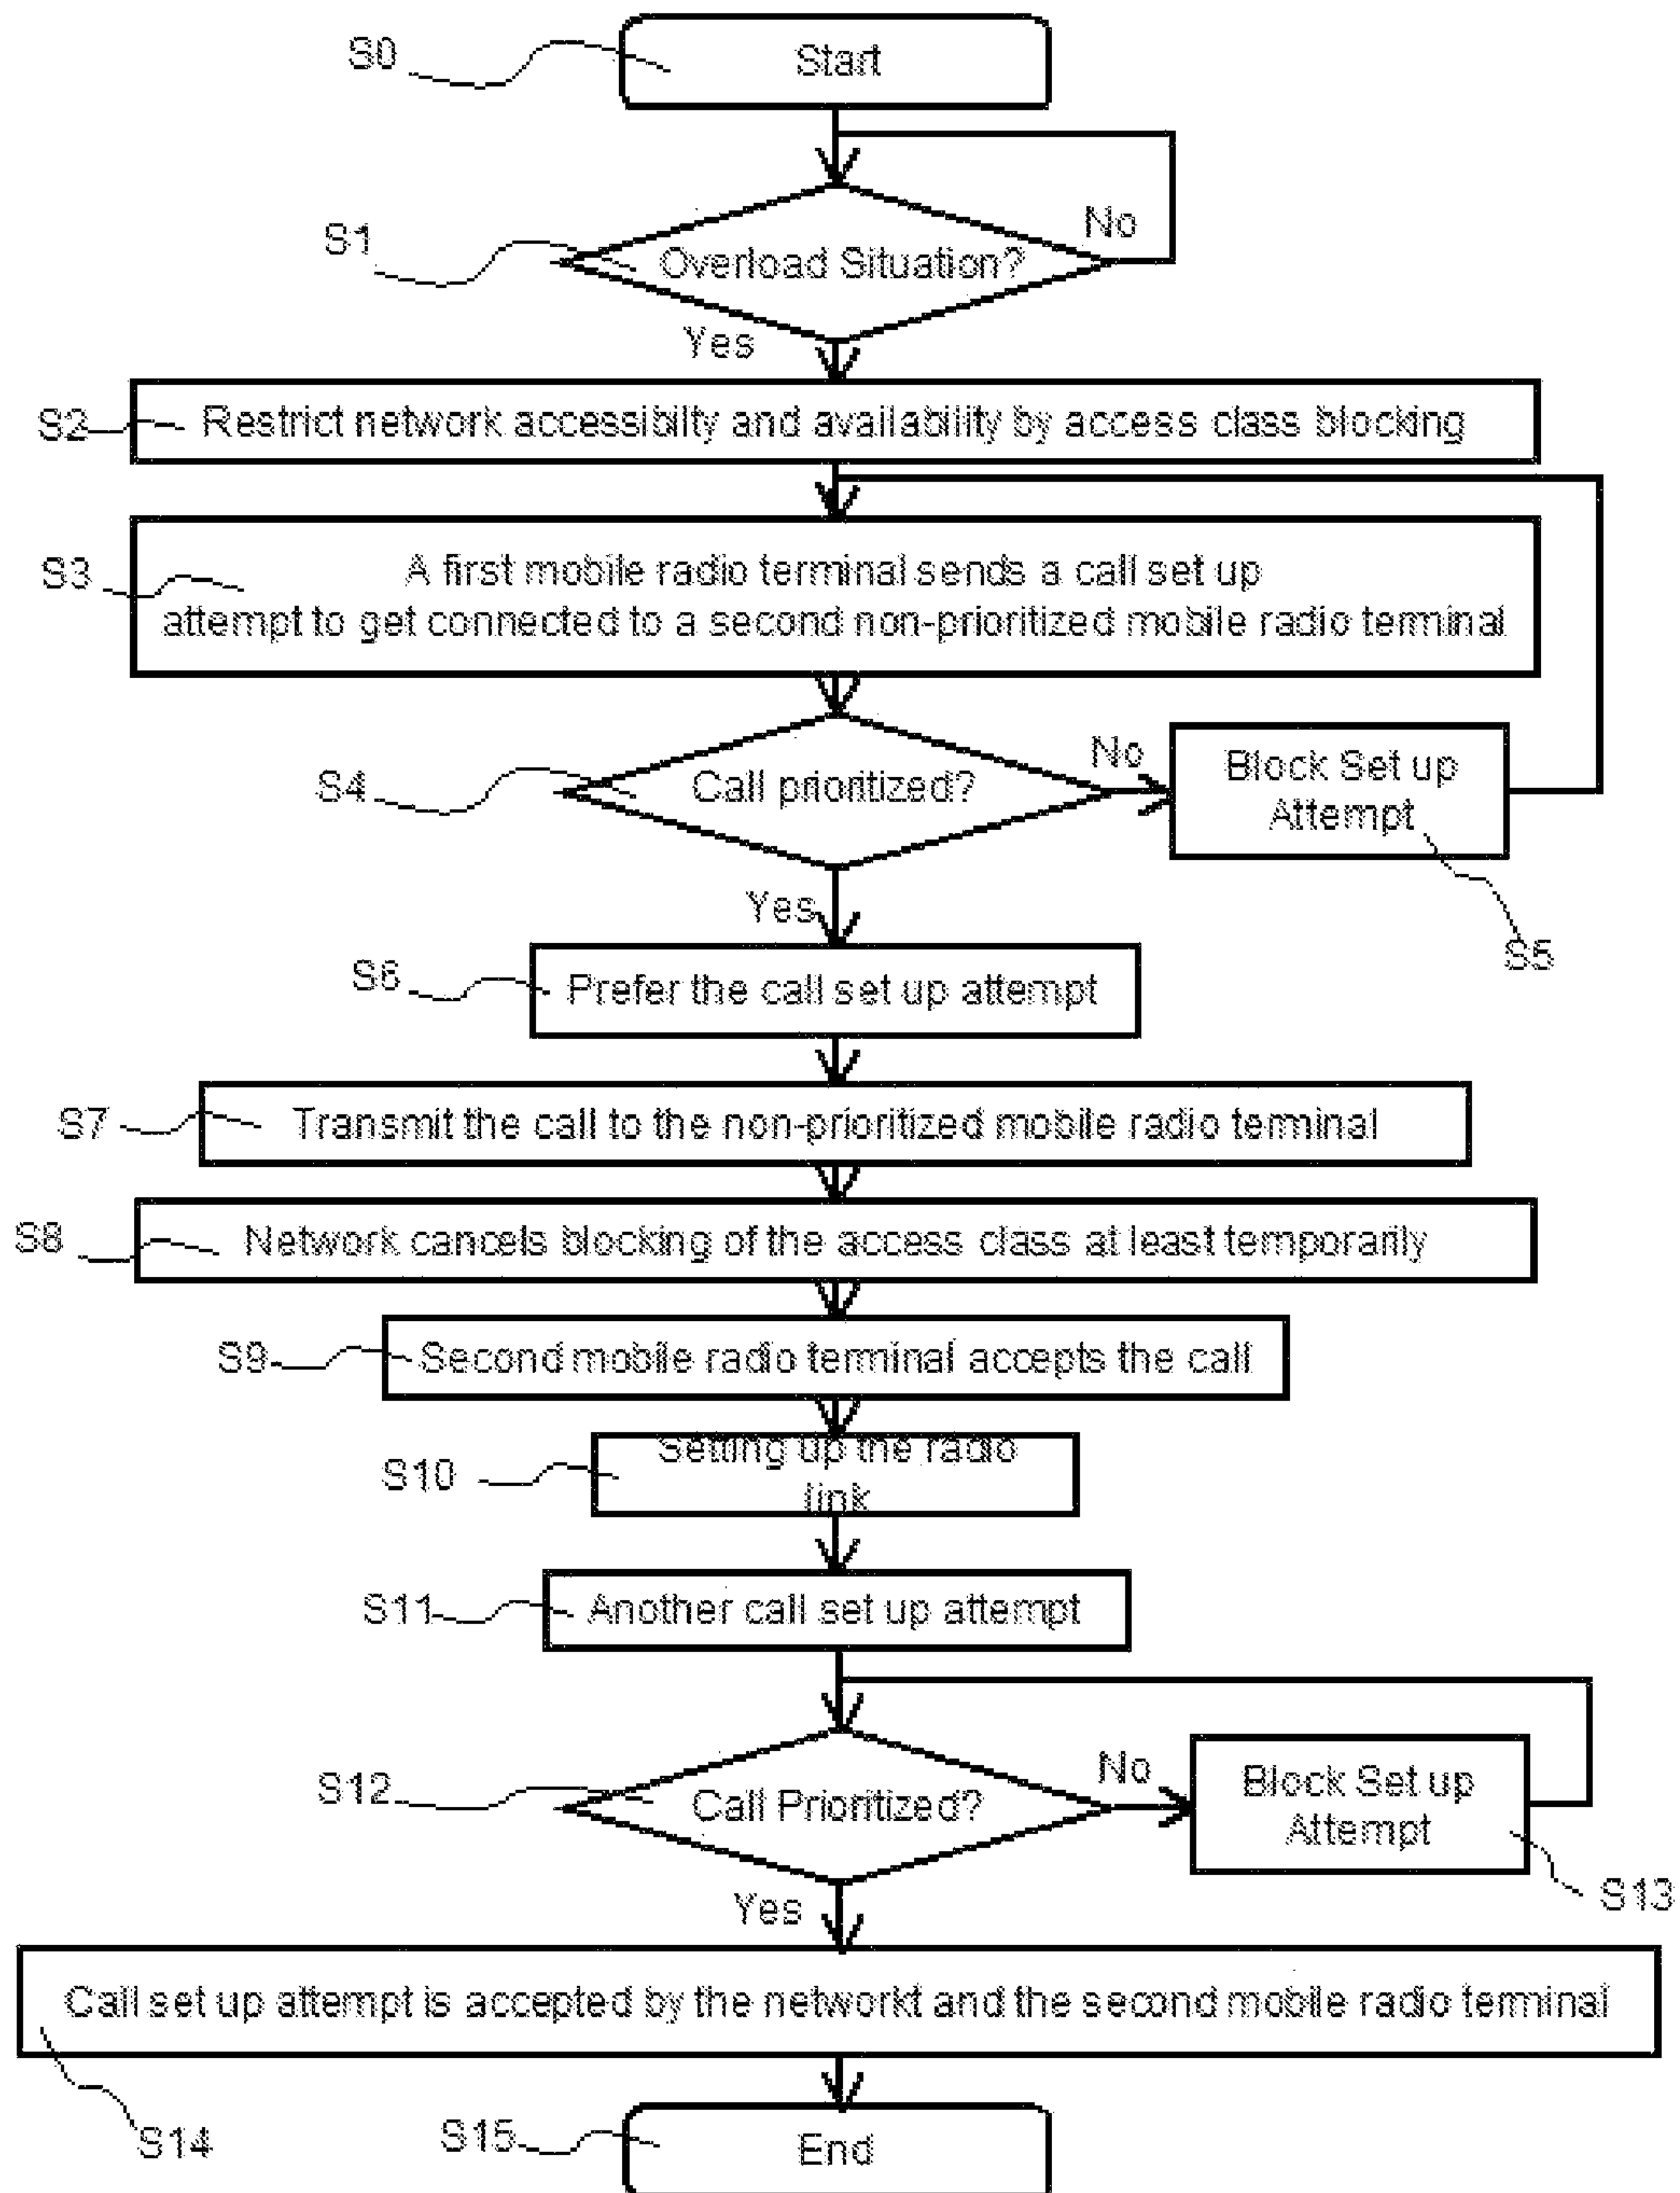 S0
Start
S1
No
Overload Situation?
Yes
S2
Restrict network accessibilty and availability by access class blocking
S3
A first mobile radio terminal sends a call set up
attempt to get connected to a second non-prioritized mobile radio terminal
S4
Call prioritized?
No
Block Set up
Attempt
S5
Yes
S6
Prefer the call set up attempt
S7
Transmit the call to the non-prioritized mobile radio terminal
S8
Network cancels blocking of the access class at least temporarily
S9
Second mobile radio terminal accepts the call
S10
Setting up the radio
link
S11
Another call set up attempt
S12
Call Prioritized?
No
Block Set up
Attempt
S13
Yes
Call set up attempt is accepted by the networkt and the second mobile radio terminal
S14
S15
End